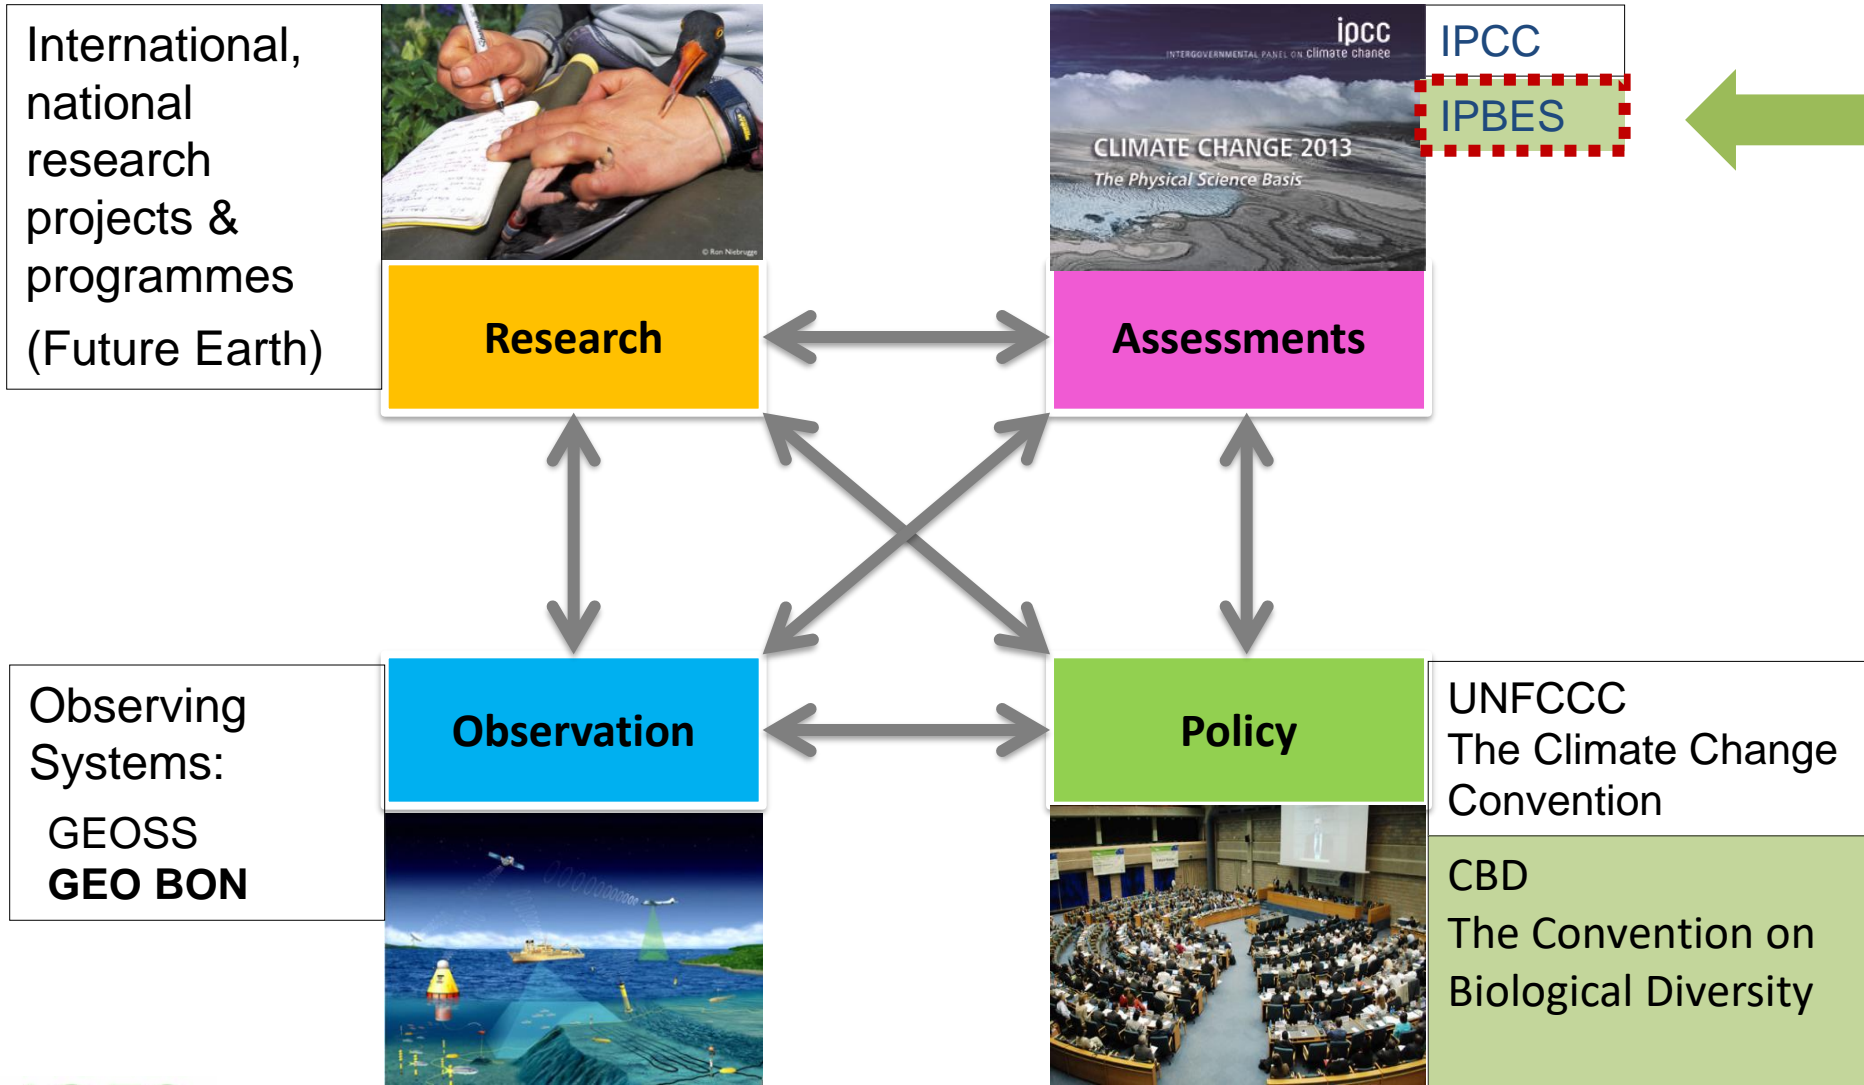 International,
national
research
projects &
programmes
(Future Earth)
© Ron Niebrugge
Research
ipcc
INTERGOVERNMENTAL PANEL ON climate change
CLIMATE CHANGE 2013
The Physical Science Basis
IPCC
IPBES
Assessments
Observing
Systems:
GEOSS
GEO BON
Observation
Policy
UNFCCC
The Climate Change
Convention
CBD
The Convention on
Biological Diversity